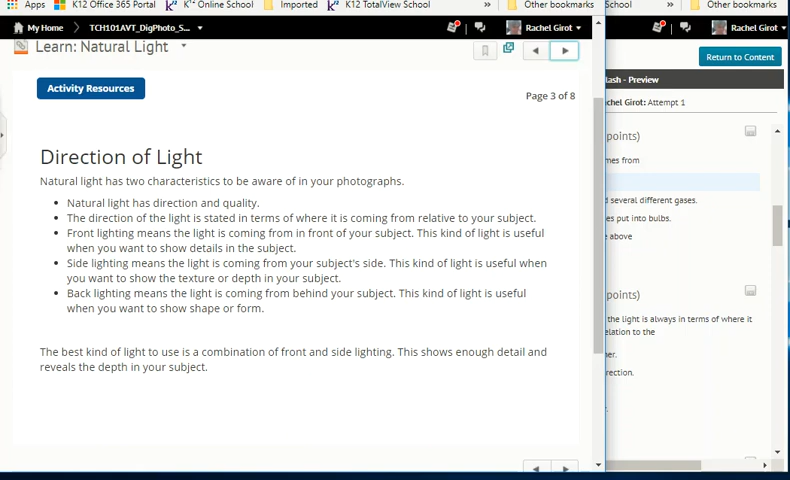 Apps K12 Office 365 Portal K¹² Online School Imported K12 TotalView School » Other bookmarks School » Other bookmarks
My Home TCH101AVT_DigPhoto_S... Rachel Girot Rachel Girot
Learn: Natural Light
Return to Content
lash - Preview
Activity Resources
Page 3 of 8
chel Girot: Attempt 1
points)
Direction of Light
mes from
Natural light has two characteristics to be aware of in your photographs.
• Natural light has direction and quality.
d several different gases.
• The direction of the light is stated in terms of where it is coming from relative to your subject.
es put into bulbs.
• Front lighting means the light is coming from in front of your subject. This kind of light is useful
e above
when you want to show details in the subject.
• Side lighting means the light is coming from your subject's side. This kind of light is useful when
you want to show the texture or depth in your subject.
• Back lighting means the light is coming from behind your subject. This kind of light is useful
points)
when you want to show shape or form.
the light is always in terms of where it
elation to the
The best kind of light to use is a combination of front and side lighting. This shows enough detail and
er.
reveals the depth in your subject.
rection.